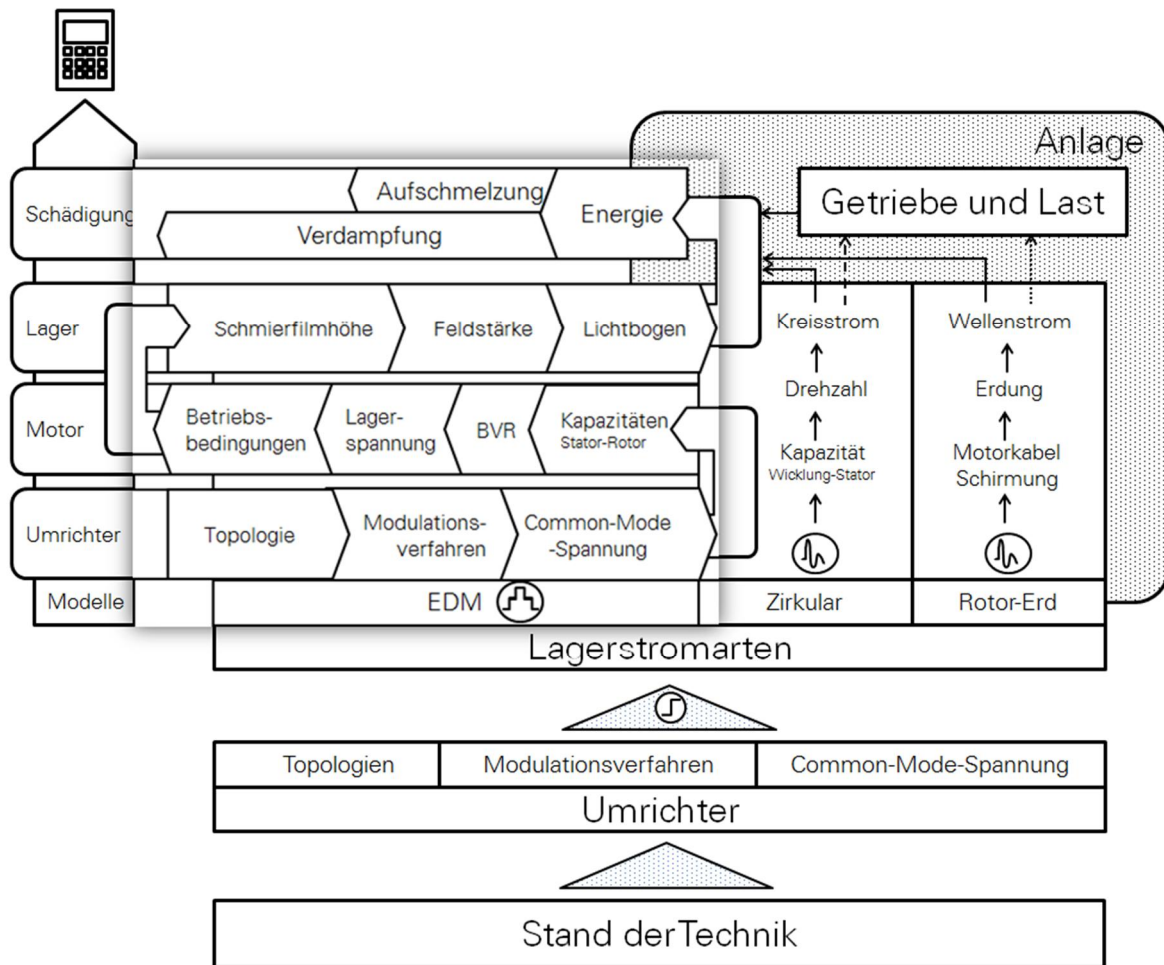 Anlage
Getriebe und Last
Schädigung
Aufschmelzung
Verdampfung
Energie
Lager
Schmierfilmhöhe
Feldstärke
Lichtbogen
Kreisstrom
Wellenstrom
Drehzahl
Erdung
Motor
Betriebs-
bedingungen
Lager-
spannung
BVR
Kapazitäten
Stator-Rotor
Kapazität
Wicklung-Stator
Motorkabel
Schirmung
Umrichter
Topologie
Modulations-
verfahren
Common-Mode
-Spannung
Modelle
EDM
Zirkular
Rotor-Erd
Lagerstromarten
Topologien
Modulationsverfahren
Common-Mode-Spannung
Umrichter
Stand der Technik